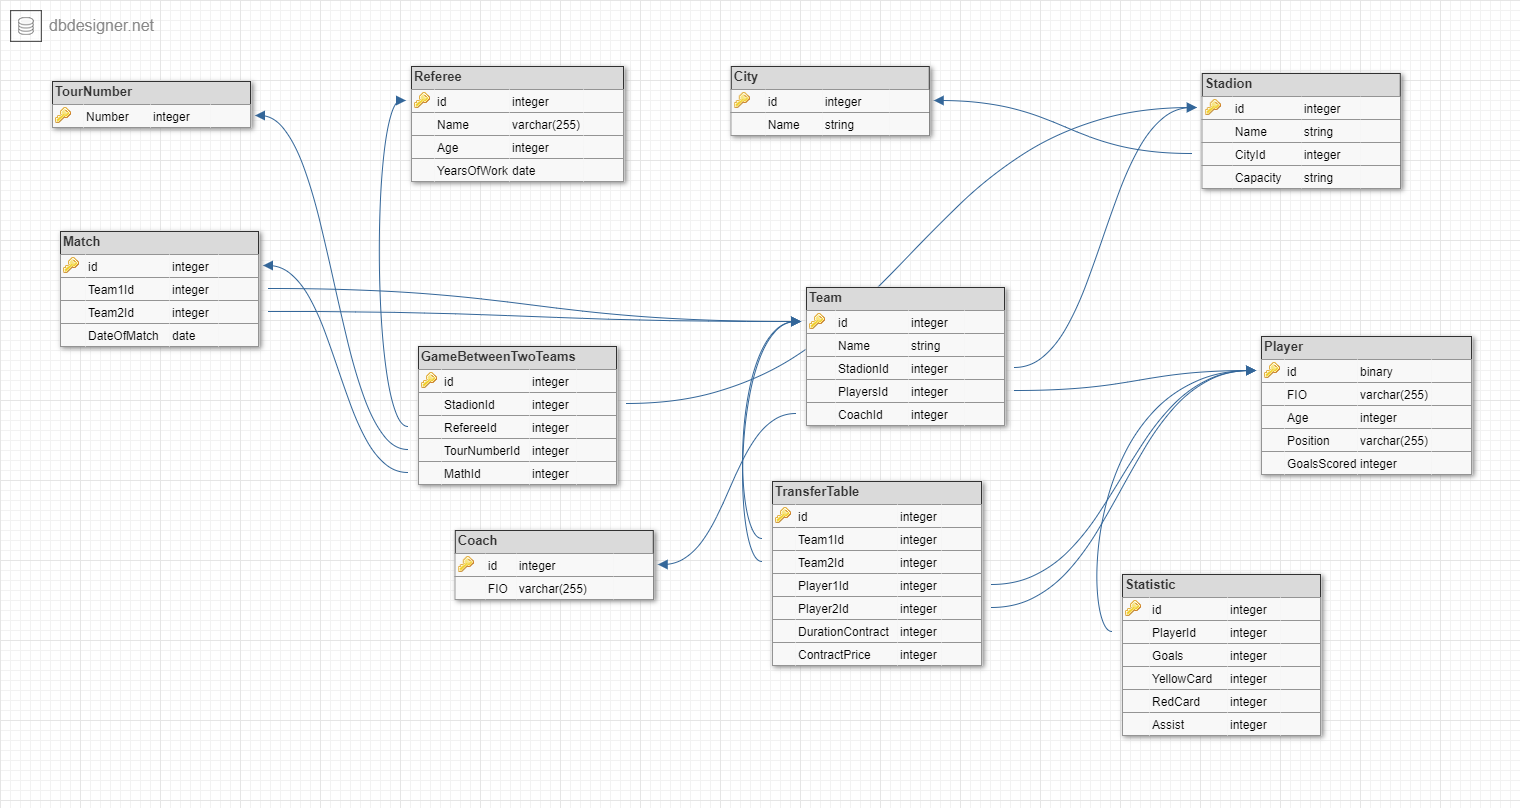 dbdesigner.net
TourNumber
Number integer
Referee
id integer
Name varchar(255)
Age integer
YearsOfWork date
City
id integer
Name string
Stadion
id integer
Name string
CityId integer
Capacity string
Match
id integer
Team1Id integer
Team2Id integer
DateOfMatch date
GameBetweenTwoTeams
id integer
StadionId integer
RefereeId integer
TourNumberId integer
MathId integer
Team
id integer
Name string
StadionId integer
PlayersId integer
CoachId integer
Player
id binary
FIO varchar(255)
Age integer
Position varchar(255)
GoalsScored integer
Coach
id integer
FIO varchar(255)
TransferTable
id integer
Team1Id integer
Team2Id integer
Player1Id integer
Player2Id integer
DurationContract integer
ContractPrice integer
Statistic
id integer
PlayerId integer
Goals integer
YellowCard integer
RedCard integer
Assist integer